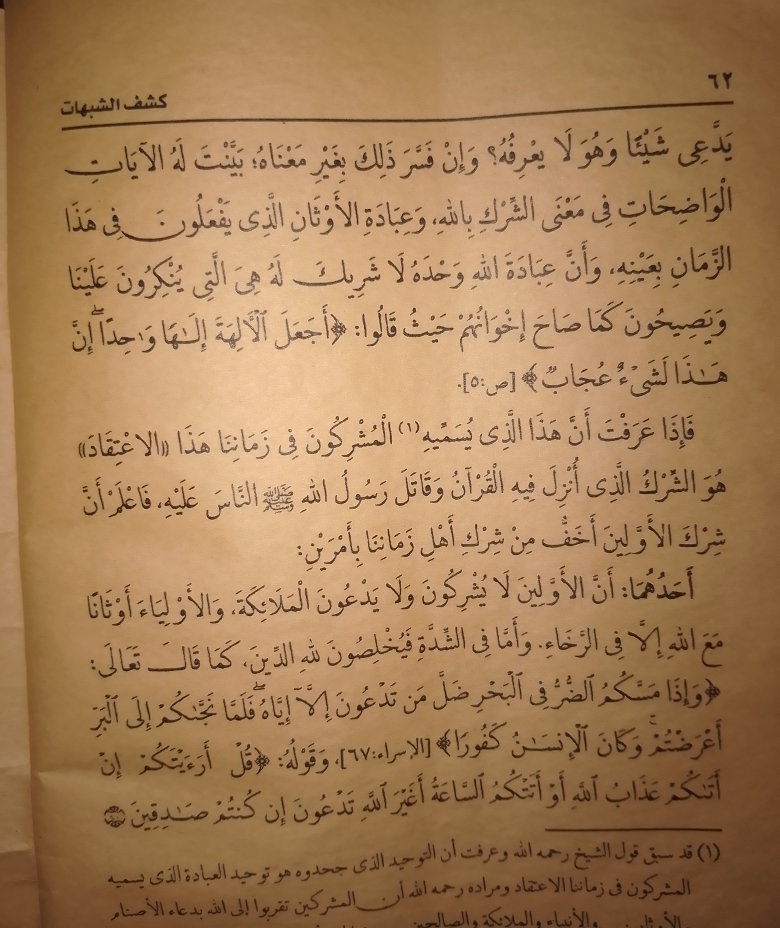 ٦٢
كشف الشبهات
يَدَّعِى شَيْئًا وَهُوَ لَا يَعْرِفُهُ؟ وَإِنْ فَسَّرَ ذَلِكَ بِغَيْرِ مَعْنَاهُ؛ بَيَّنْتَ لَهُ الآيَاتِ
الْوَاضِحَاتِ فِى مَعْنَى الشِّرْكِ بِاللهِ، وَعِبَادَةِ الأَوْثَانِ الَّذِى يَفْعَلُونَ فِى هَذَا
الزَّمَانِ بِعَيْنِهِ، وَأَنَّ عِبَادَةَ اللهِ وَحْدَهُ لَا شَرِيكَ لَهُ هِىَ الَّتِى يُنْكِرُونَ عَلَيْنَا
وَيَصِيحُونَ كَمَا صَاحَ إِخْوَانُهُمْ حَيْثُ قَالُوا: ﴿أَجَعَلَ ٱلْآلِهَةَ إِلَـٰهًا وَٰحِدًا ۖ إِنَّ
هَـٰذَا لَشَىْءٌ عُجَابٌ﴾ [ص:٥].
فَإِذَا عَرَفْتَ أَنَّ هَذَا الَّذِى يُسَمِّيهِ(١) الْمُشْرِكُونَ فِى زَمَانِنَا هَذَا «الاعْتِقَادَ»
هُوَ الشِّرْكُ الَّذِى أُنْزِلَ فِيهِ الْقُرْآنُ وَقَاتَلَ رَسُولُ اللهِ ﷺ النَّاسَ عَلَيْهِ، فَاعْلَمْ أَنَّ
شِرْكَ الأَوَّلِينَ أَخَفُّ مِنْ شِرْكِ أَهْلِ زَمَانِنَا بِأَمْرَيْنِ:
أَحَدُهُمَا: أَنَّ الأَوَّلِينَ لَا يُشْرِكُونَ وَلَا يَدْعُونَ الْمَلَائِكَةَ، وَالأَوْلِيَاءَ أَوْثَانًا
مَعَ اللهِ إِلَّا فِى الرَّخَاءِ. وَأَمَّا فِى الشِّدَّةِ فَيُخْلِصُونَ لِلهِ الدِّينَ، كَمَا قَالَ تَعَالَى:
﴿وَإِذَا مَسَّكُمُ ٱلضُّرُّ فِى ٱلْبَحْرِ ضَلَّ مَن تَدْعُونَ إِلَّآ إِيَّاهُ ۖ فَلَمَّا نَجَّىٰكُمْ إِلَى ٱلْبَرِّ
أَعْرَضْتُمْ ۚ وَكَانَ ٱلْإِنسَـٰنُ كَفُورًا﴾ [الإسراء:٦٧]، وَقَوْلُهُ: ﴿قُلْ أَرَءَيْتَكُمْ إِنْ
أَتَىٰكُمْ عَذَابُ ٱللَّهِ أَوْ أَتَتْكُمُ ٱلسَّاعَةُ أَغَيْرَ ٱللَّهِ تَدْعُونَ إِن كُنتُمْ صَـٰدِقِينَ
(١) قد سبق قول الشيخ رحمه الله وعرفت أن التوحيد الذى جحدوه هو توحيد العبادة الذى يسميه
المشركون فى زماننا الاعتقاد ومراده رحمه الله أن المشركين تقربوا إلى الله بدعاء الأصنام
والأنبياء والملائكة والصالحين